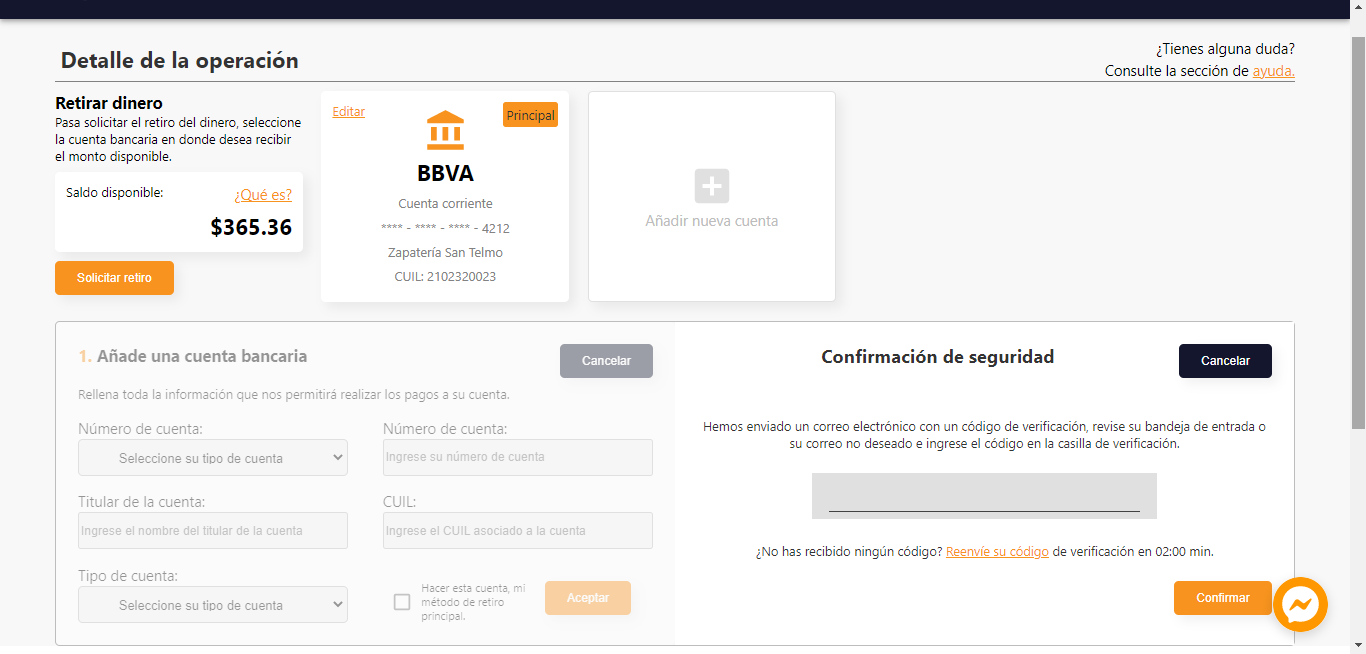 Detalle de la operación
¿Tienes alguna duda?
Consulte la sección de ayuda.
Retirar dinero
Pasa solicitar el retiro del dinero, seleccione
la cuenta bancaria en donde desea recibir
el monto disponible.
Saldo disponible:
¿Qué es?
$365.36
Solicitar retiro
Editar
Principal
BBVA
Cuenta corriente
**** - **** - **** - 4212
Zapatería San Telmo
CUIL: 2102320023
Añadir nueva cuenta
1. Añade una cuenta bancaria
Cancelar
Rellena toda la información que nos permitirá realizar los pagos a su cuenta.
Número de cuenta:
Seleccione su tipo de cuenta
Número de cuenta:
Ingrese su número de cuenta
Titular de la cuenta:
Ingrese el nombre del titular de la cuenta
CUIL:
Ingrese el CUIL asociado a la cuenta
Tipo de cuenta:
Seleccione su tipo de cuenta
Hacer esta cuenta, mi
método de retiro
principal.
Aceptar
Confirmación de seguridad
Cancelar
Hemos enviado un correo electrónico con un código de verificación, revise su bandeja de entrada o
su correo no deseado e ingrese el código en la casilla de verificación.
¿No has recibido ningún código? Reenvíe su código de verificación en 02:00 min.
Confirmar